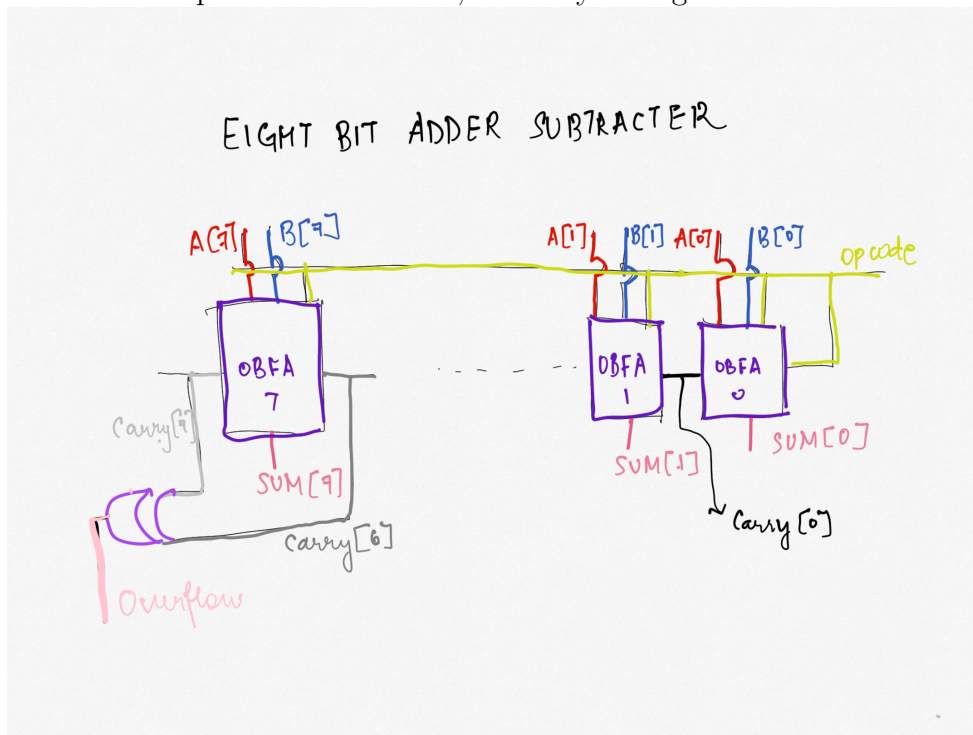 EIGHT BIT ADDER SUBTRACTER
A[7] B[7] A[1] B[1] A[0] B[0]
opcode
OBFA 7
OBFA 1
OBFA 0
Carry[7]
SUM[7]
SUM[1]
SUM[0]
Carry[6]
Carry[0]
Overflow